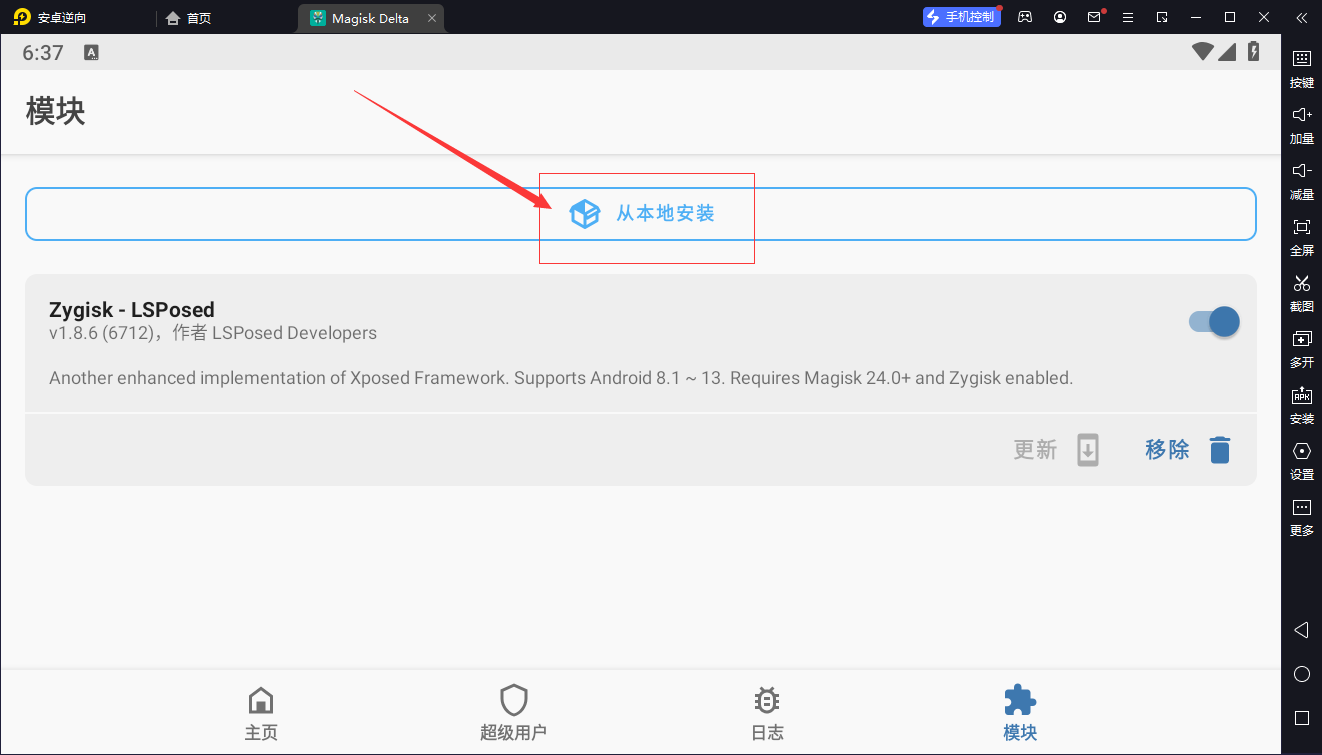 安卓逆向
首页
Magisk Delta
手机控制
6:37
A
模块
从本地安装
Zygisk - LSPosed
v1.8.6 (6712)，作者 LSPosed Developers
Another enhanced implementation of Xposed Framework. Supports Android 8.1 ~ 13. Requires Magisk 24.0+ and Zygisk enabled.
更新
移除
主页
超级用户
日志
模块
按键
加量
减量
全屏
截图
多开
APK
安装
设置
更多